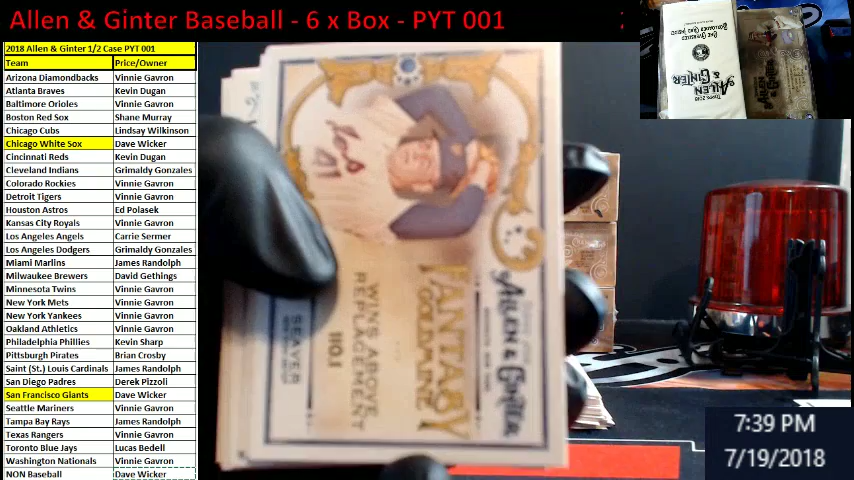 Allen & Ginter Baseball - 6 x Box - PYT 001
2018 Allen & Ginter 1/2 Case PYT 001
Team Price/Owner
Arizona Diamondbacks Vinnie Gavron
Atlanta Braves Kevin Dugan
Baltimore Orioles Vinnie Gavron
Boston Red Sox Shane Murray
Chicago Cubs Lindsay Wilkinson
Chicago White Sox Dave Wicker
Cincinnati Reds Kevin Dugan
Cleveland Indians Grimaldy Gonzales
Colorado Rockies Vinnie Gavron
Detroit Tigers Vinnie Gavron
Houston Astros Ed Polasek
Kansas City Royals Vinnie Gavron
Los Angeles Angels Carrie Sermer
Los Angeles Dodgers Grimaldy Gonzales
Miami Marlins James Randolph
Milwaukee Brewers David Gethings
Minnesota Twins Vinnie Gavron
New York Mets Vinnie Gavron
New York Yankees Vinnie Gavron
Oakland Athletics Vinnie Gavron
Philadelphia Phillies Kevin Sharp
Pittsburgh Pirates Brian Crosby
Saint (St.) Louis Cardinals James Randolph
San Diego Padres Derek Pizzoli
San Francisco Giants Dave Wicker
Seattle Mariners Vinnie Gavron
Tampa Bay Rays James Randolph
Texas Rangers Vinnie Gavron
Toronto Blue Jays Lucas Bedell
Washington Nationals Vinnie Gavron
NON Baseball Dave Wicker
ALLEN & GINTER
FANTASY
GOLDMINE
WINS ABOVE
REPLACEMENT
110.1
SEAVER
41
ALLEN
& GINTER
7:39 PM
7/19/2018